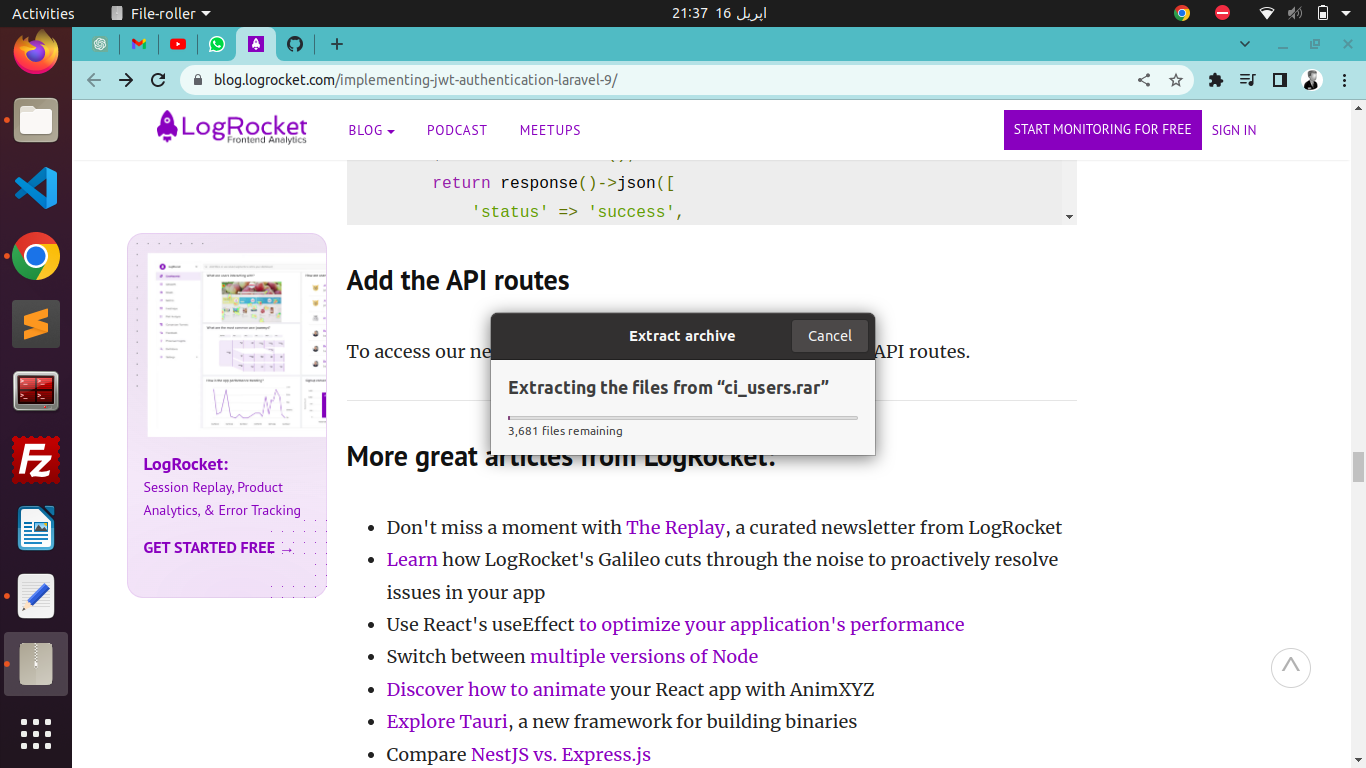 Activities
File-roller
21:37 16 اپریل
blog.logrocket.com/implementing-jwt-authentication-laravel-9/
LogRocket
Frontend Analytics
BLOG
PODCAST
MEETUPS
START MONITORING FOR FREE
SIGN IN
return response()->json([
'status' => 'success',
Add the API routes
To access our ne
API routes.
Extract archive
Cancel
Extracting the files from “ci_users.rar”
3,681 files remaining
LogRocket:
Session Replay, Product
Analytics, & Error Tracking
GET STARTED FREE →
More great articles from LogRocket:
• Don't miss a moment with The Replay, a curated newsletter from LogRocket
• Learn how LogRocket's Galileo cuts through the noise to proactively resolve
issues in your app
• Use React's useEffect to optimize your application's performance
• Switch between multiple versions of Node
• Discover how to animate your React app with AnimXYZ
• Explore Tauri, a new framework for building binaries
• Compare NestJS vs. Express.js